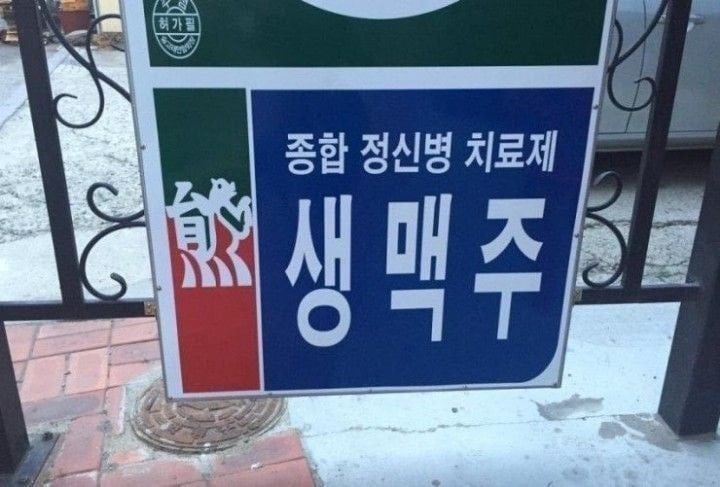 허가필
종합 정신병 치료제
생맥주